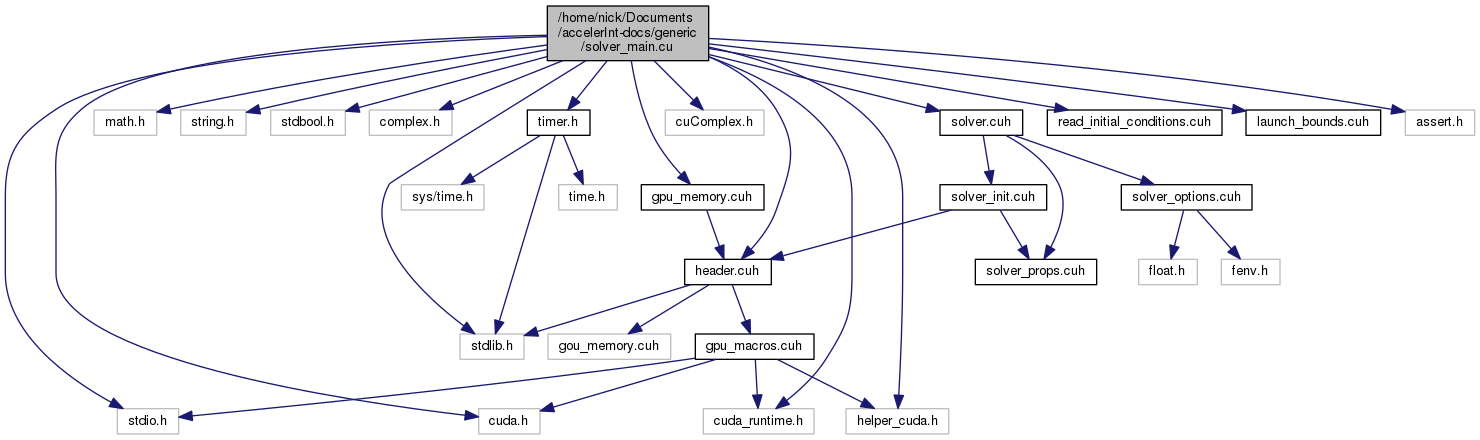 /home/nick/Documents
/accelerInt-docs/generic
/solver_main.cu
math.h
string.h
stdbool.h
complex.h
timer.h
cuComplex.h
solver.cuh
read_initial_conditions.cuh
launch_bounds.cuh
assert.h
sys/time.h
time.h
gpu_memory.cuh
solver_init.cuh
solver_options.cuh
header.cuh
solver_props.cuh
float.h
fenv.h
stdlib.h
gou_memory.cuh
gpu_macros.cuh
stdio.h
cuda.h
cuda_runtime.h
helper_cuda.h